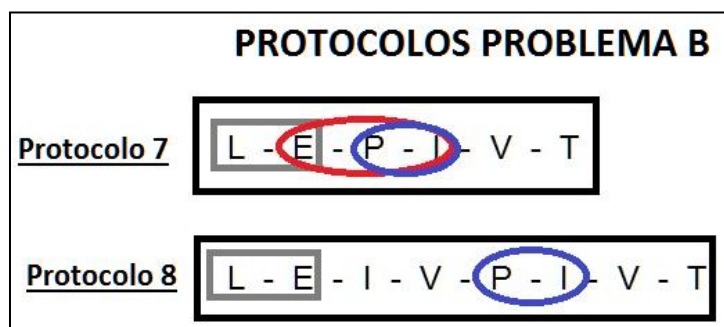 PROTOCOLOS PROBLEMA B
Protocolo 7 L - E - P - I - V - T
Protocolo 8 L - E - I - V - P - I - V - T